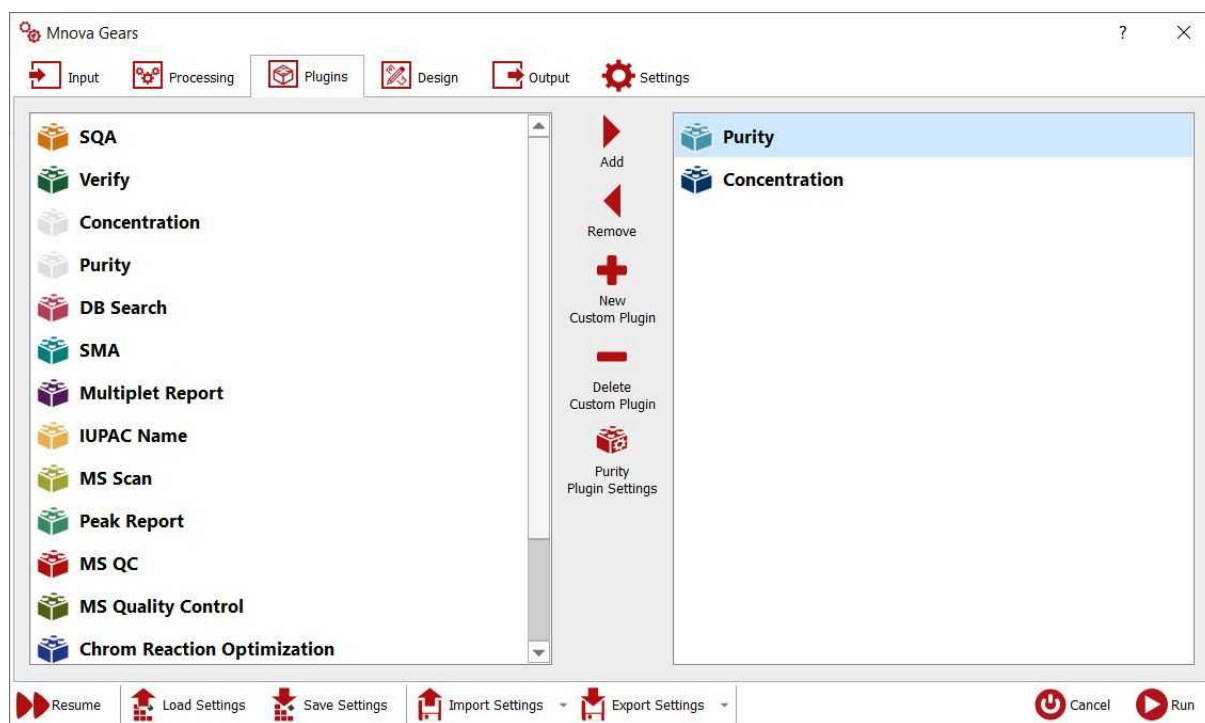 Mnova Gears
?
Input
Processing
Plugins
Design
Output
Settings
SQA
Verify
Concentration
Purity
DB Search
SMA
Multiplet Report
IUPAC Name
MS Scan
Peak Report
MS QC
MS Quality Control
Chrom Reaction Optimization
Add
Remove
New
Custom Plugin
Delete
Custom Plugin
Purity
Plugin Settings
Purity
Concentration
Resume
Load Settings
Save Settings
Import Settings
Export Settings
Cancel
Run